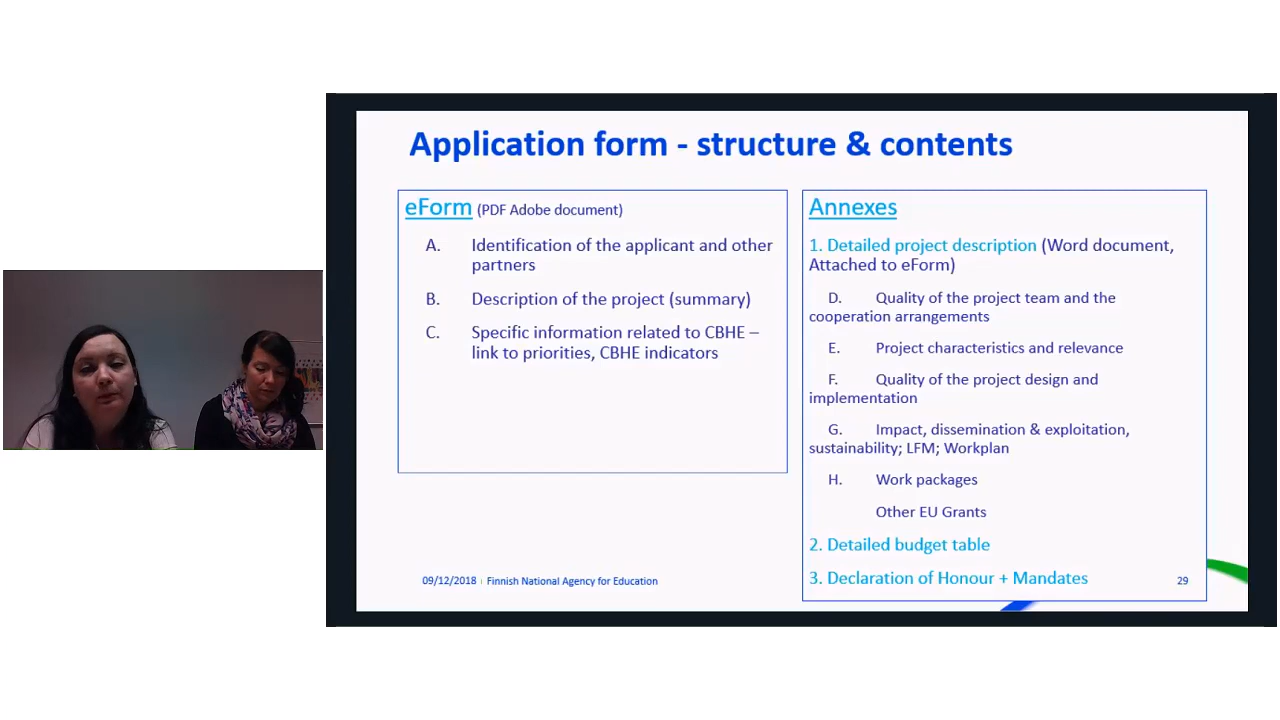 Application form - structure & contents
eForm (PDF Adobe document)
A. Identification of the applicant and other
partners
B. Description of the project (summary)
C. Specific information related to CBHE –
link to priorities, CBHE indicators
Annexes
1. Detailed project description (Word document,
Attached to eForm)
D. Quality of the project team and the
cooperation arrangements
E. Project characteristics and relevance
F. Quality of the project design and
implementation
G. Impact, dissemination & exploitation,
sustainability; LFM; Workplan
H. Work packages
Other EU Grants
2. Detailed budget table
3. Declaration of Honour + Mandates
09/12/2018 | Finnish National Agency for Education
29